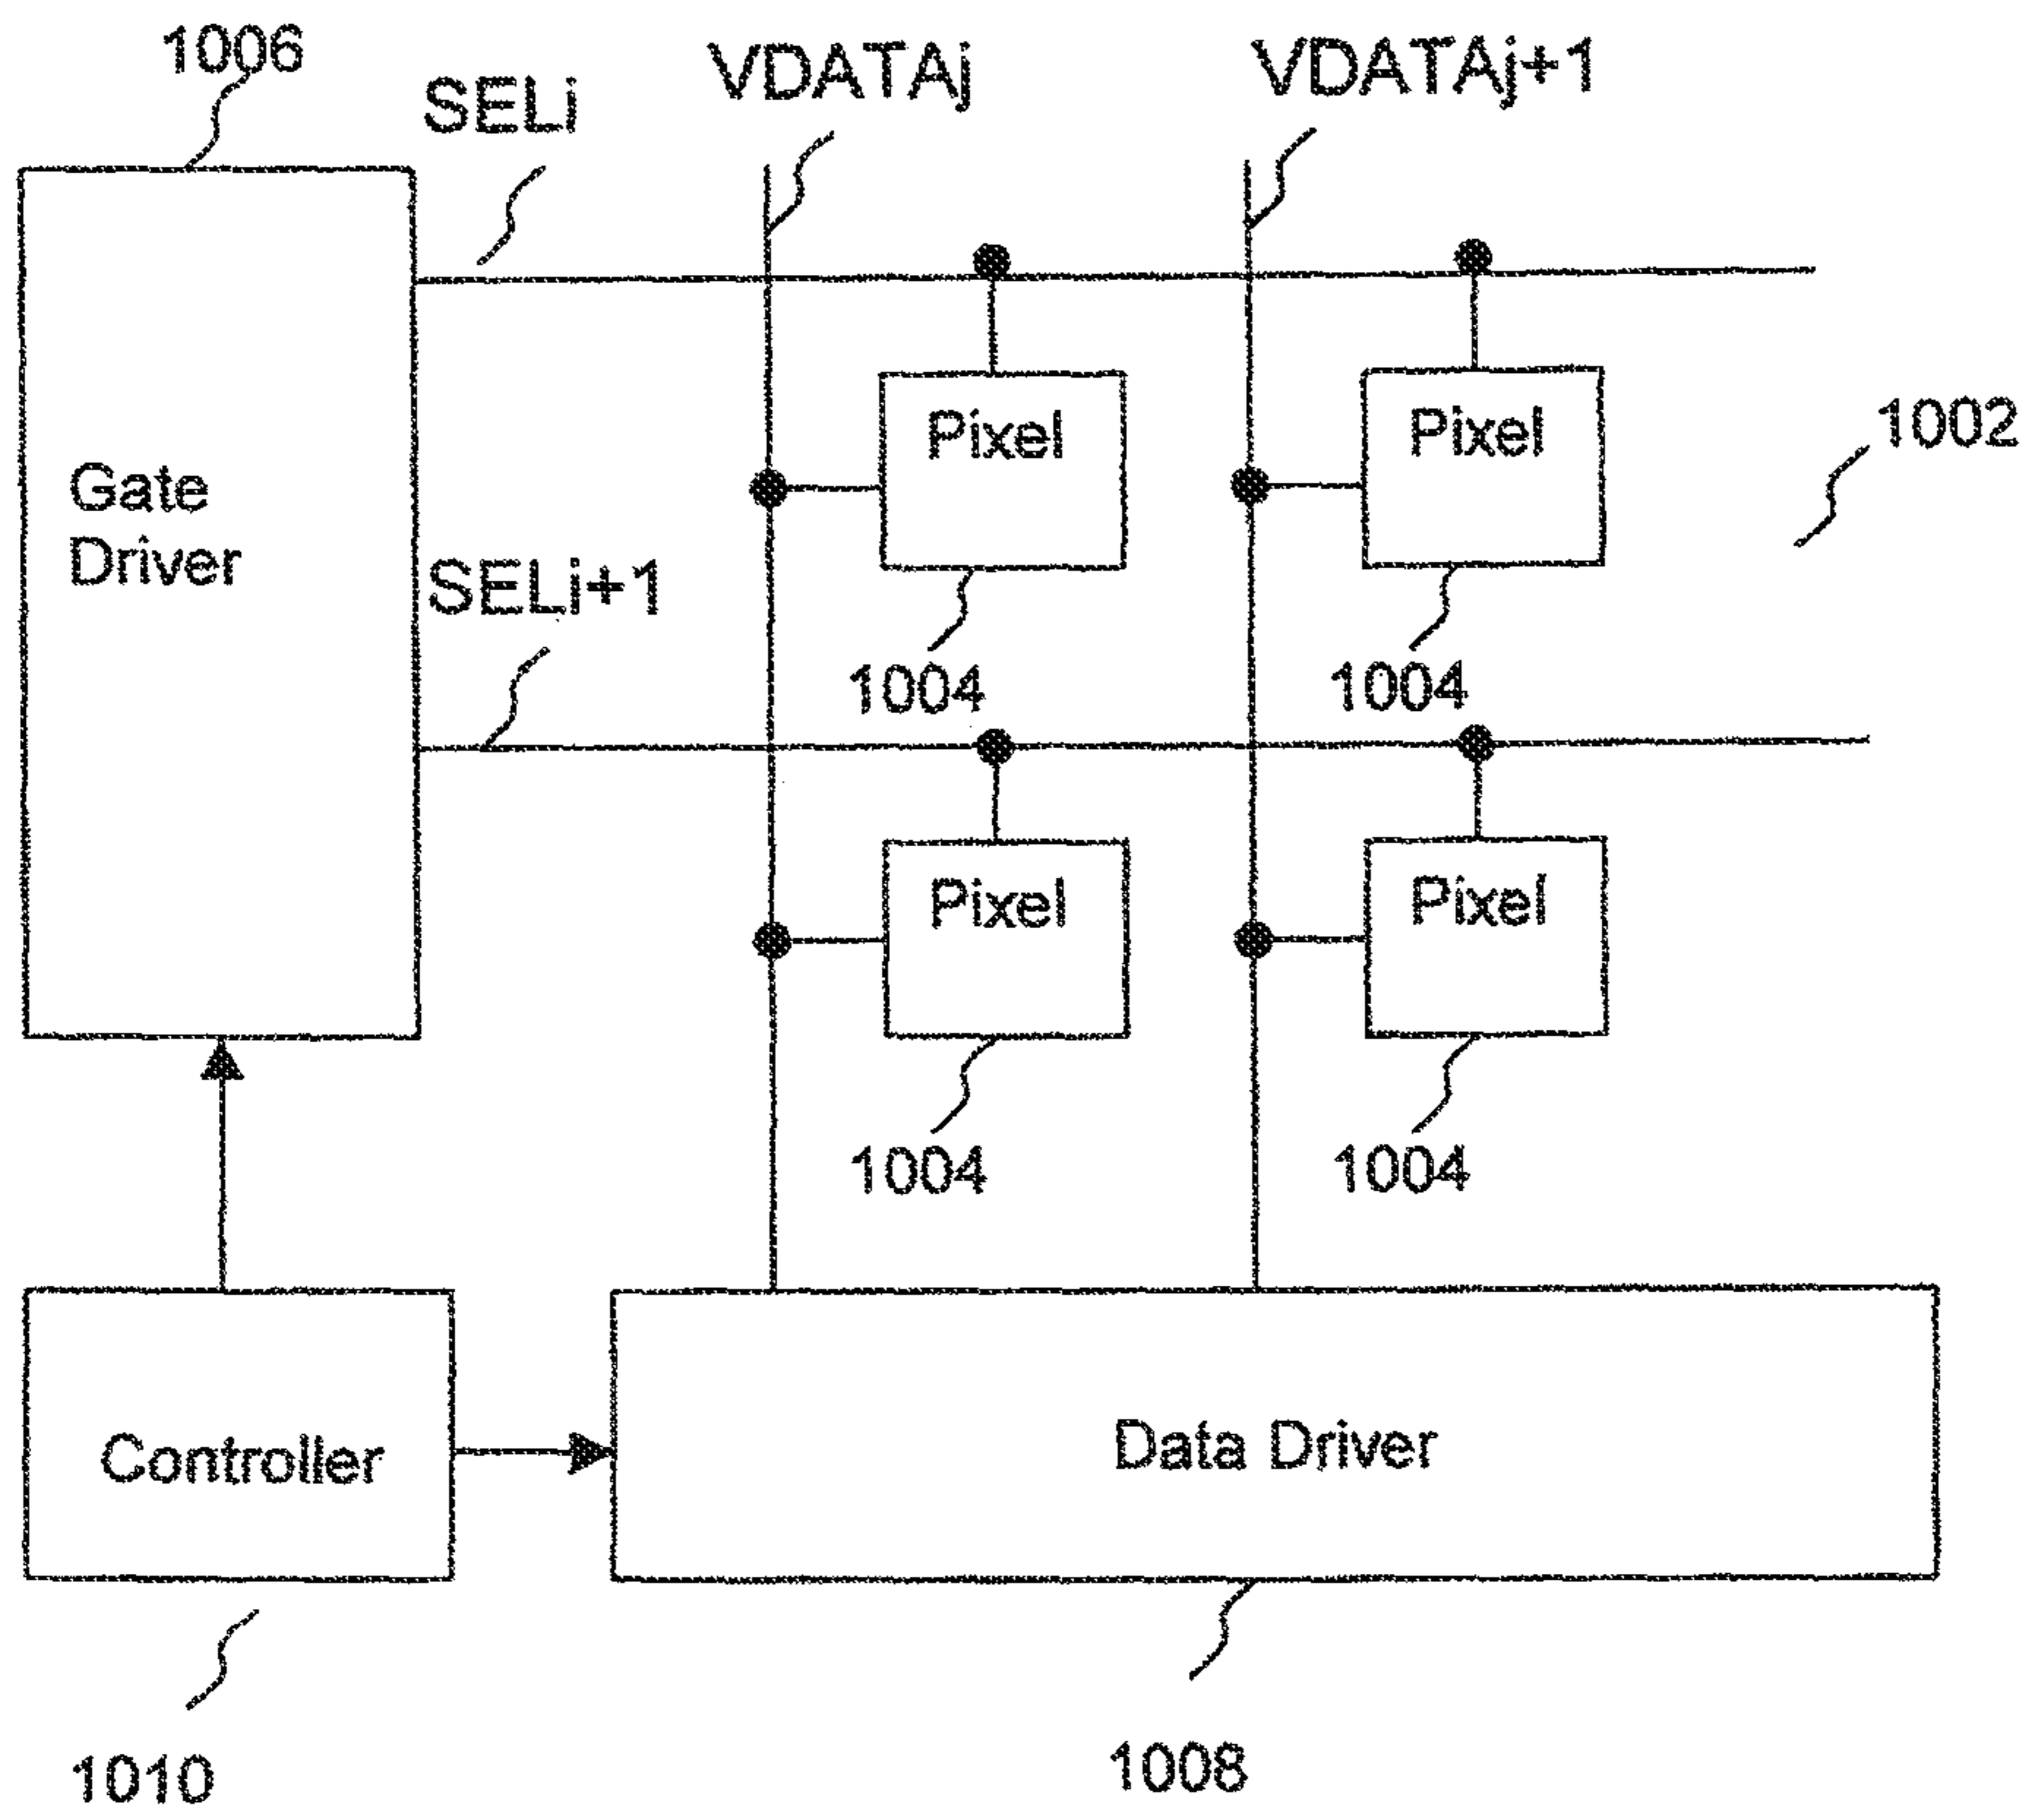 1006
SELi
VDATAj
VDATAj+1
Pixel
Pixel
1002
Gate
Driver
SELi+1
1004
1004
Pixel
Pixel
1004
1004
Controller
Data Driver
1010
1008